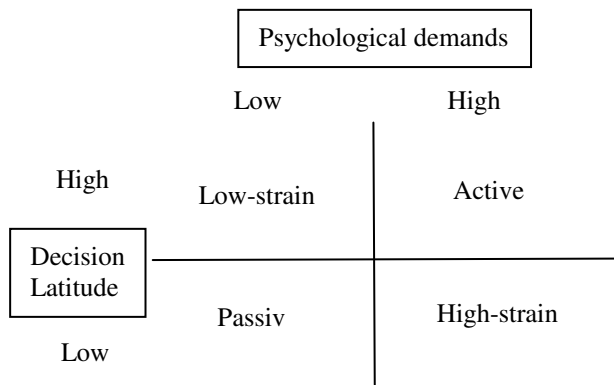 Psychological demands
Low High
High
Low-strain Active
Decision
Latitude
Passiv High-strain
Low